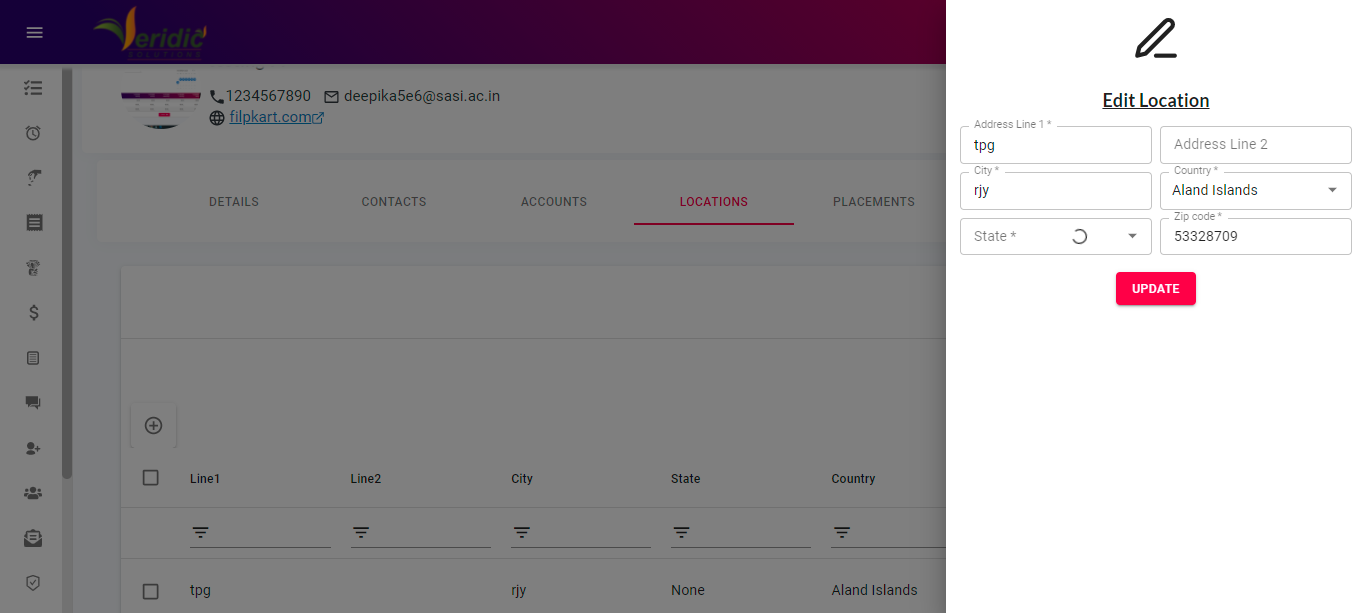 eridic
SOLUTIONS
1234567890 deepika5e6@sasi.ac.in
filpkart.com
DETAILS CONTACTS ACCOUNTS LOCATIONS PLACEMENTS
Line1 Line2 City State Country
tpg rjy None Aland Islands
Edit Location
Address Line 1 *
tpg
Address Line 2
City *
rjy
Country *
Aland Islands
State *
Zip code *
53328709
UPDATE